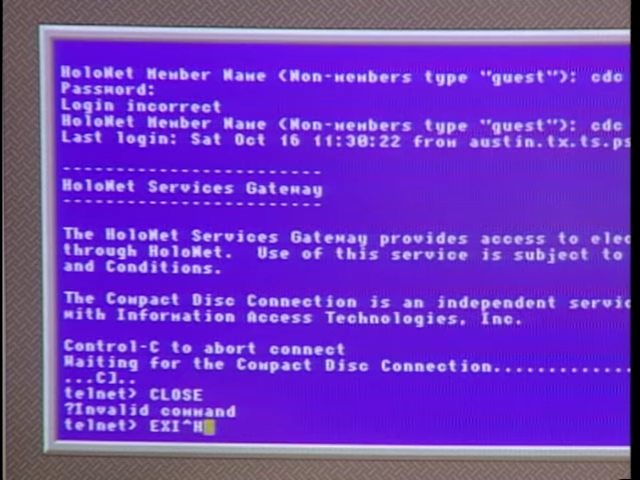 HoloNet Member Name (Non-members type "guest"): cdc
Password:
Login incorrect
HoloNet Member Name (Non-members type "guest"): cdc
Last login: Sat Oct 16 11:30:22 from austin.tx.ts.ps
-------------------------
HoloNet Services Gateway
-------------------------
The HoloNet Services Gateway provides access to elec
through HoloNet. Use of this service is subject to
and Conditions.
The Compact Disc Connection is an independent servic
with Information Access Technologies, Inc.
Control-C to abort connect
Waiting for the Compact Disc Connection.............
...C]..
telnet> CLOSE
?Invalid command
telnet> EXI^H